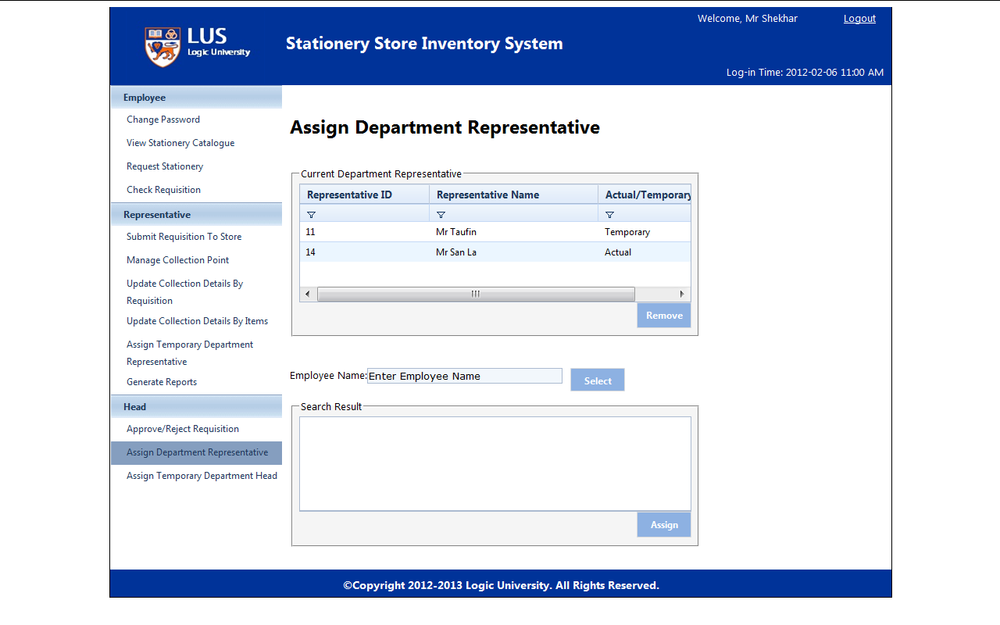 Welcome, Mr Shekhar
Logout
LUS
Logic University
Stationery Store Inventory System
Log-in Time: 2012-02-06 11:00 AM
Employee
Change Password
View Stationery Catalogue
Request Stationery
Check Requisition
Representative
Submit Requisition To Store
Manage Collection Point
Update Collection Details By
Requisition
Update Collection Details By Items
Assign Temporary Department
Representative
Generate Reports
Head
Approve/Reject Requisition
Assign Department Representative
Assign Temporary Department Head
Assign Department Representative
Current Department Representative
Representative ID Representative Name Actual/Temporary
11 Mr Taufin Temporary
14 Mr San La Actual
Remove
Employee Name: Enter Employee Name Select
Search Result
Assign
©Copyright 2012-2013 Logic University. All Rights Reserved.